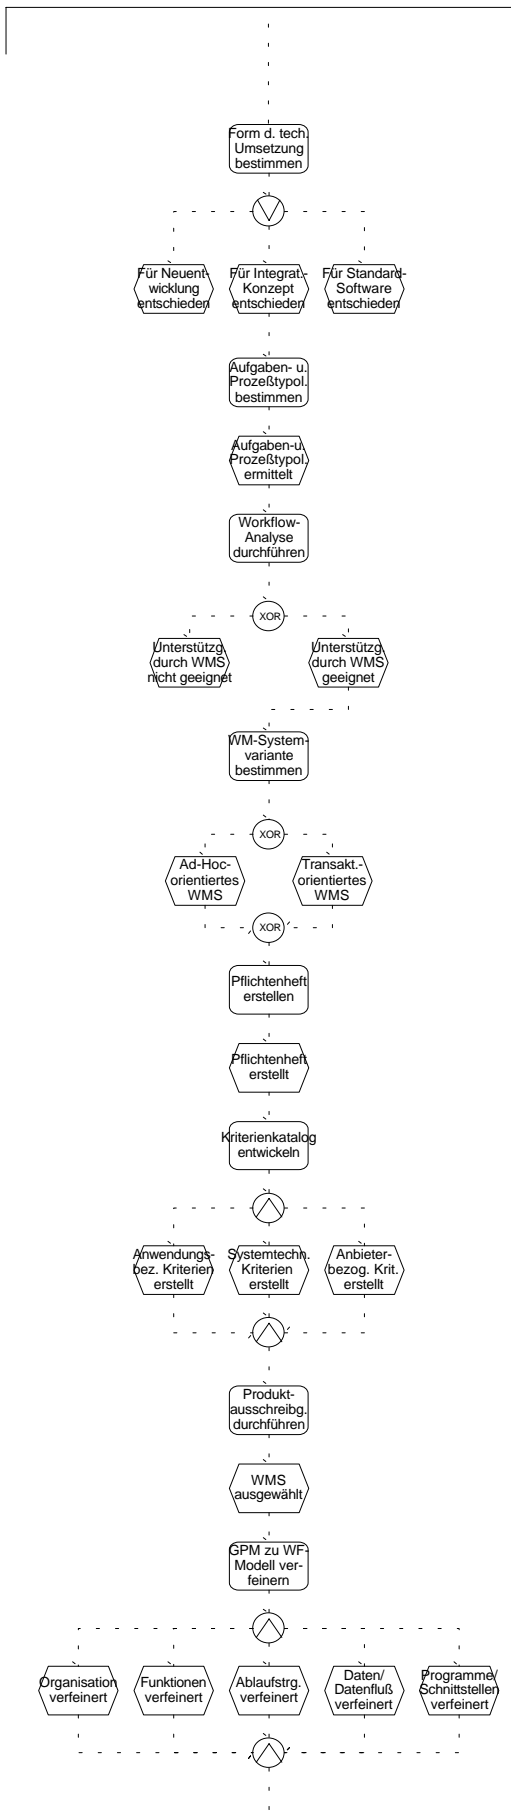 Form d. tech.
Umsetzung
bestimmen
Für Neuent-
wicklung
entschieden
Für Integrat.-
Konzept
entschieden
Für Standard-
Software
entschieden
Aufgaben- u.
Prozeßtypol.
bestimmen
Aufgaben-u.
Prozeßtypol.
ermittelt
Workflow-
Analyse
durchführen
XOR
Unterstützg.
durch WMS
nicht geeignet
Unterstützg.
durch WMS
geeignet
WM-System-
variante
bestimmen
XOR
Ad-Hoc-
orientiertes
WMS
Transakt.-
orientiertes
WMS
XOR
Pflichtenheft
erstellen
Pflichtenheft
erstellt
Kriterienkatalog
entwickeln
Anwendungs-
bez. Kriterien
erstellt
Systemtechn.
Kriterien
erstellt
Anbieter-
bezog. Krit.
erstellt
Produkt-
ausschreibg.
durchführen
WMS
ausgewählt
GPM zu WF-
Modell ver-
feinern
Organisation
verfeinert
Funktionen
verfeinert
Ablaufstrg.
verfeinert
Daten/
Datenfluß
verfeinert
Programme/
Schnittstellen
verfeinert